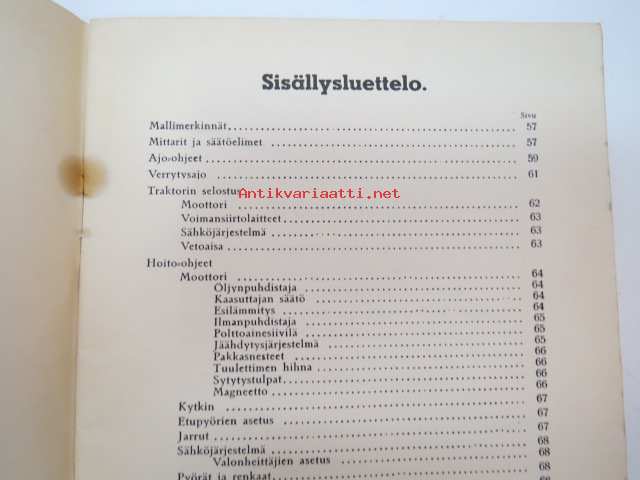 Sisällysluettelo.
Sivu
Mallimerkinnät 57
Mittarit ja säätöelimet 57
Ajo-ohjeet 59
Verrytysajo 61
Traktorin selostus
Antikvariaatti.net
Moottori 62
Voimansiirtolaitteet 63
Sähköjärjestelmä 63
Vetoaisa 63
Hoito-ohjeet
Moottori 64
Öljynpuhdistaja 64
Kaasuttajan säätö 64
Esilämmitys 64
Ilmanpuhdistaja 65
Polttoainesiivilä 65
Jäähdytysjärjestelmä 65
Pakkasnesteet 66
Tuulettimen hihna 66
Sytytystulpat 66
Magneetto 66
Kytkin 67
Etupyörien asetus 67
Jarrut 67
Sähköjärjestelmä 68
Valonheittäjien asetus 68
Pyörät ja renkaat 68